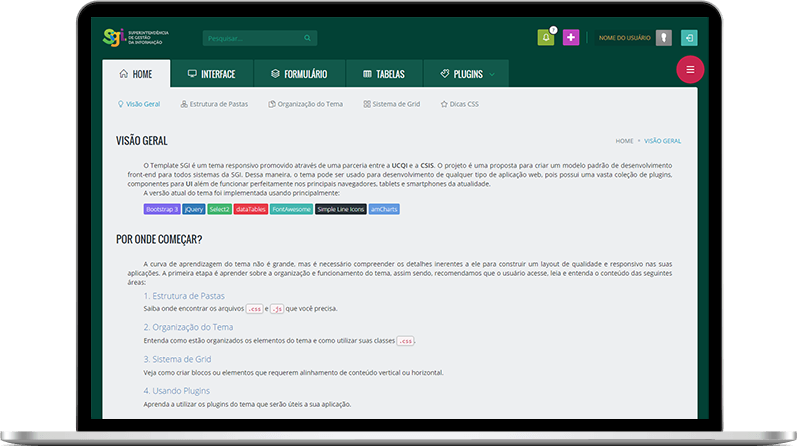 sgi. SUPERINTENDÊNCIA
DE GESTÃO
DA INFORMAÇÃO
Pesquisar...
NOME DO USUÁRIO
HOME
INTERFACE
FORMULÁRIO
TABELAS
PLUGINS
Visão Geral
Estrutura de Pastas
Organização do Tema
Sistema de Grid
Dicas CSS
VISÃO GERAL
HOME VISÃO GERAL
O Template SGI é um tema responsivo promovido através de uma parceria entre a UCQI e a CSIS. O projeto é uma proposta para criar um modelo padrão de desenvolvimento
front-end para todos sistemas da SGI. Dessa maneira, o tema pode ser usado para desenvolvimento de qualquer tipo de aplicação web, pois possui uma vasta coleção de plugins,
componentes para UI além de funcionar perfeitamente nos principais navegadores, tablets e smartphones da atualidade.
A versão atual do tema foi implementada usando principalmente:
Bootstrap 3 jQuery Select2 dataTables FontAwesome Simple Line Icons amCharts
POR ONDE COMEÇAR?
A curva de aprendizagem do tema não é grande, mas é necessário compreender os detalhes inerentes a ele para construir um layout de qualidade e responsivo nas suas
aplicações. A primeira etapa é aprender sobre a organização e funcionamento do tema, assim sendo, recomendamos que o usuário acesse, leia e entenda o conteúdo das seguintes
áreas:
1. Estrutura de Pastas
Saiba onde encontrar os arquivos .css e .js que você precisa.
2. Organização do Tema
Entenda como estão organizados os elementos do tema e como utilizar suas classes .css.
3. Sistema de Grid
Veja como criar blocos ou elementos que requerem alinhamento de conteúdo vertical ou horizontal.
4. Usando Plugins
Aprenda a utilizar os plugins do tema que serão úteis a sua aplicação.